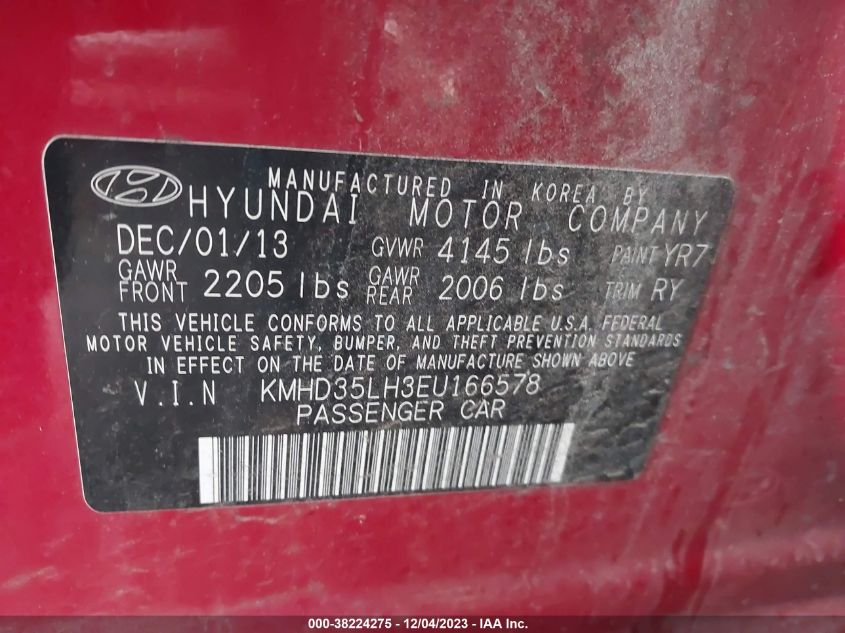 MANUFACTURED IN KOREA BY
HYUNDAI MOTOR COMPANY
DEC/01/13 GVWR 4145 lbs PAINT YR7
GAWR FRONT 2205 lbs GAWR REAR 2006 lbs TRIM RY
THIS VEHICLE CONFORMS TO ALL APPLICABLE U.S.A. FEDERAL
MOTOR VEHICLE SAFETY, BUMPER, AND THEFT PREVENTION STANDARDS
IN EFFECT ON THE DATE OF MANUFACTURE SHOWN ABOVE
V.I.N KMHD35LH3EU166578
PASSENGER CAR
000-38224275 - 12/04/2023 - IAA Inc.